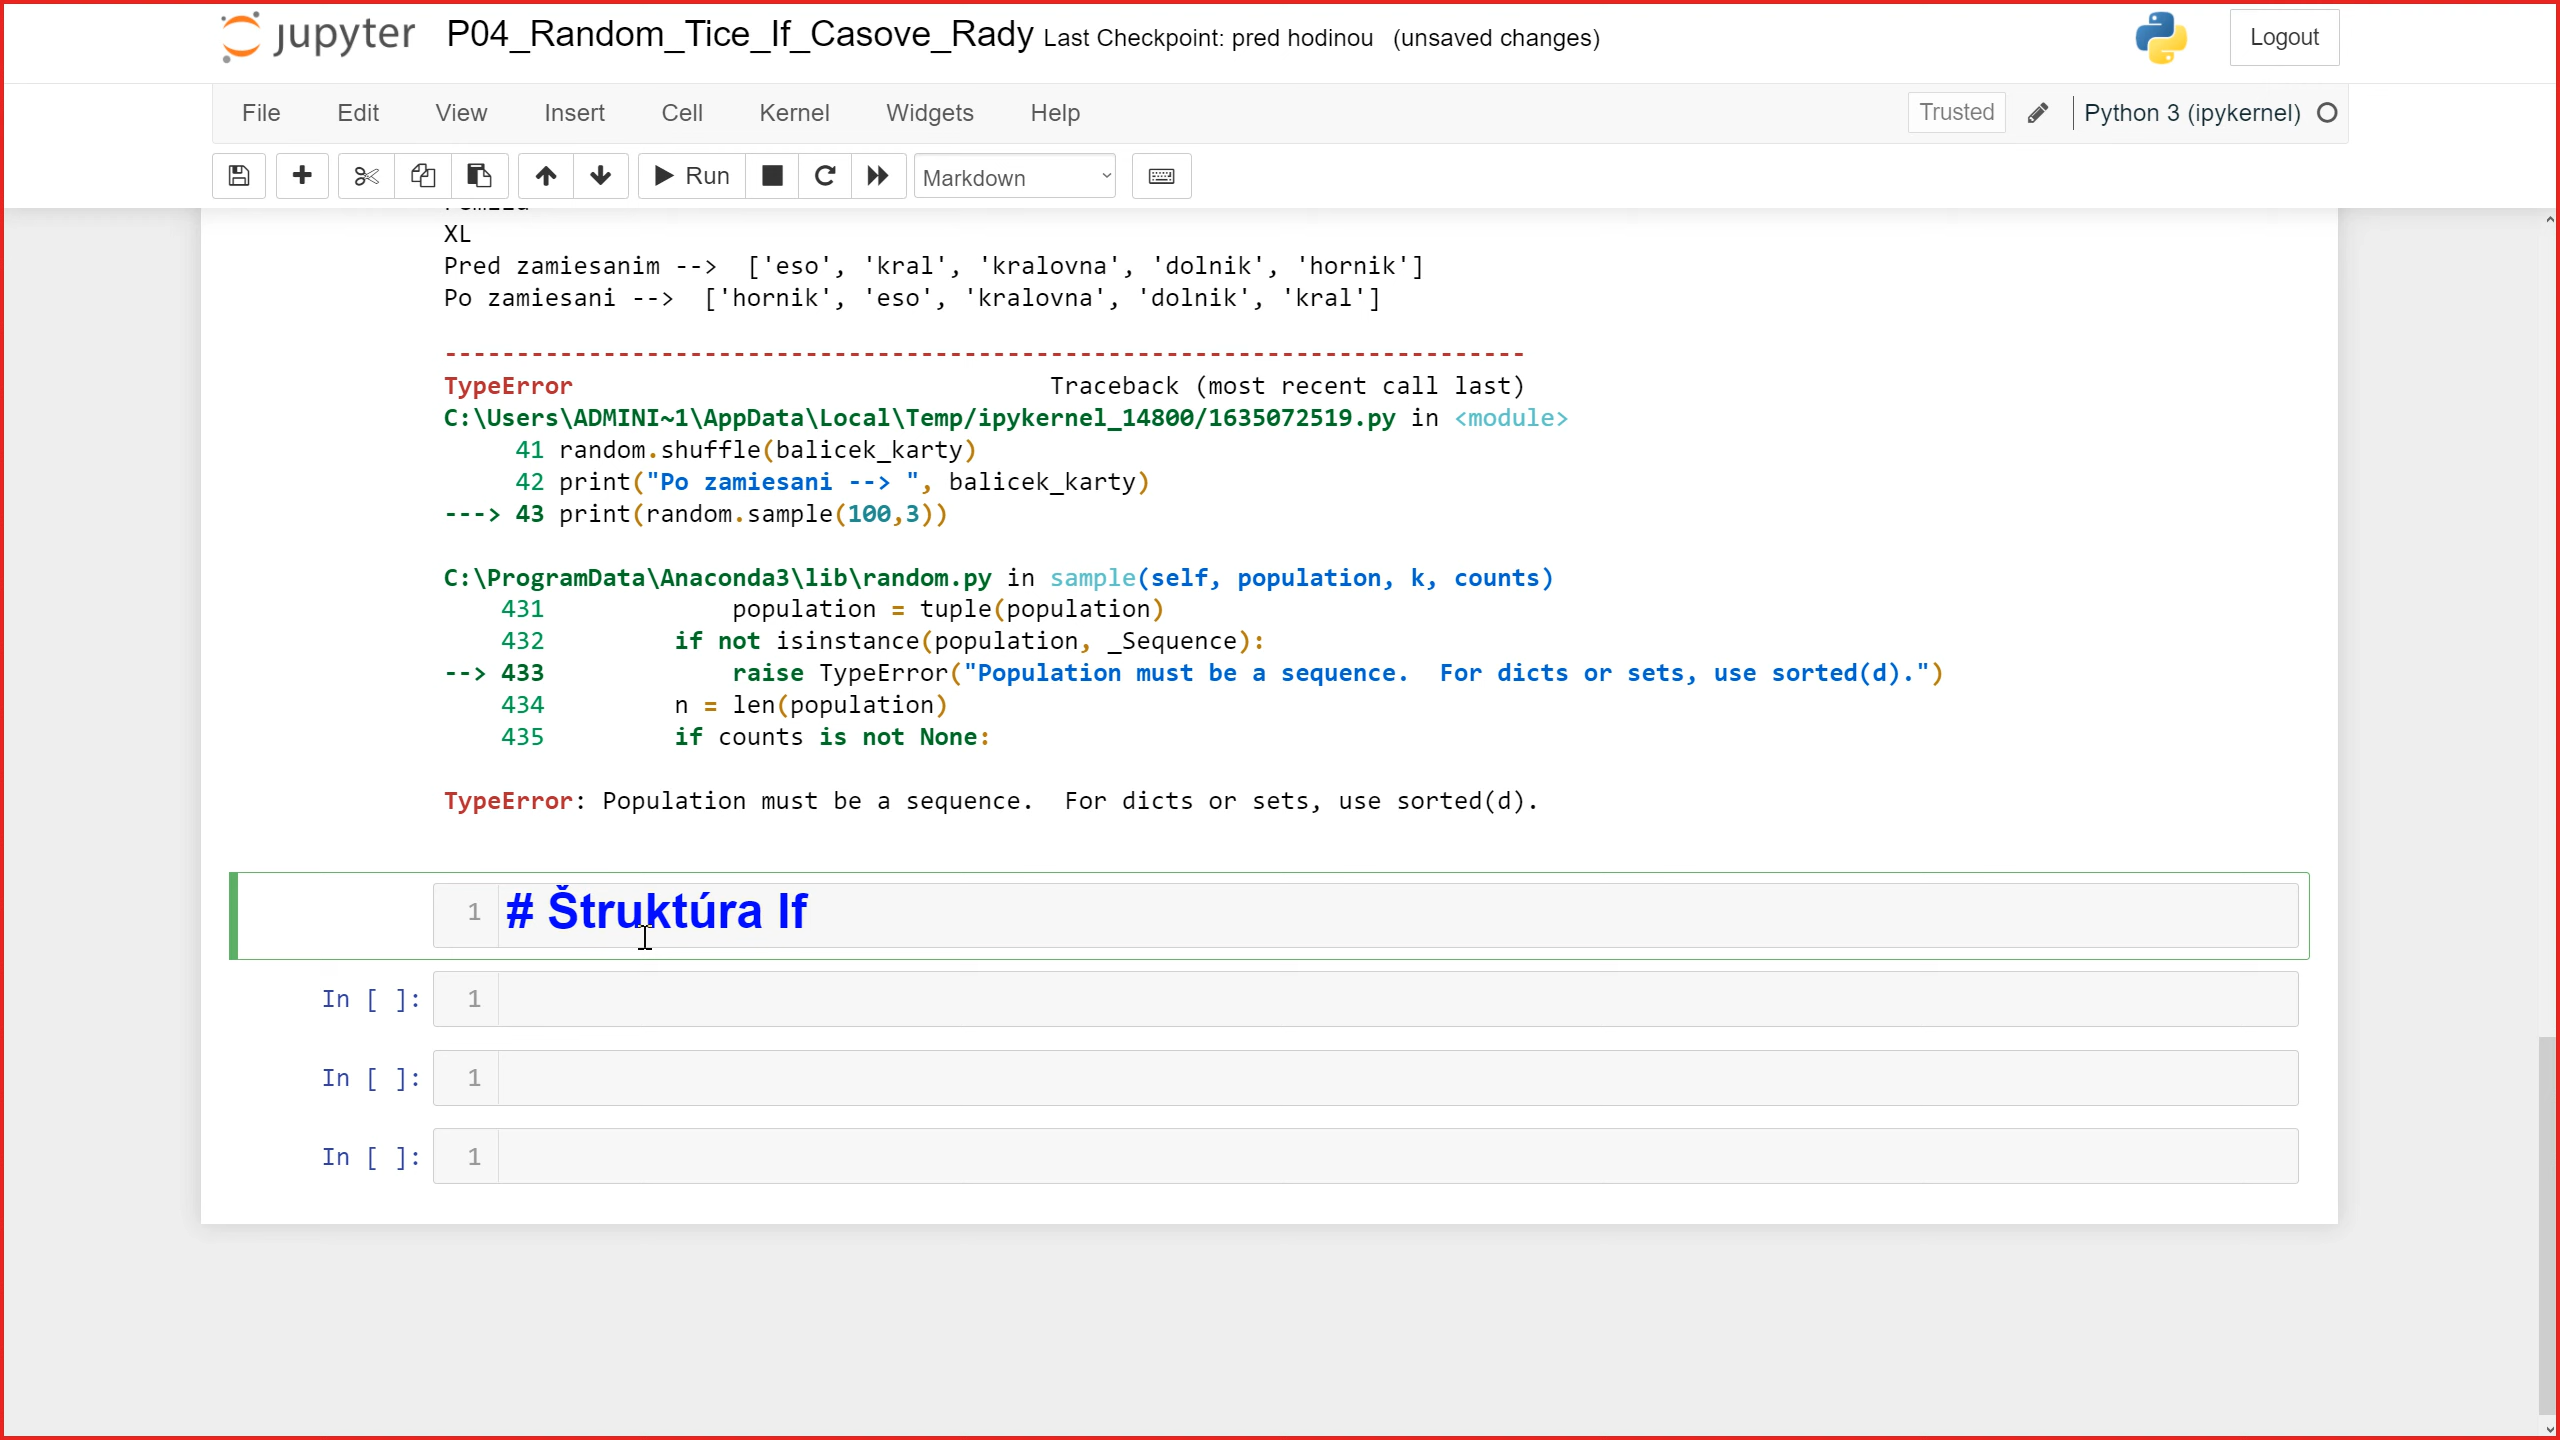 jupyter P04_Random_Tice_If_Casove_Rady Last Checkpoint: pred hodinou (unsaved changes) Logout
File Edit View Insert Cell Kernel Widgets Help Trusted Python 3 (ipykernel)
Run Markdown
XL
Pred zamiesanim --> ['eso', 'kral', 'kralovna', 'dolnik', 'hornik']
Po zamiesani --> ['hornik', 'eso', 'kralovna', 'dolnik', 'kral']
---------------------------------------------------------------------------
TypeError Traceback (most recent call last)
C:\Users\ADMINI~1\AppData\Local\Temp/ipykernel_14800/1635072519.py in <module>
41 random.shuffle(balicek_karty)
42 print("Po zamiesani --> ", balicek_karty)
---> 43 print(random.sample(100,3))
C:\ProgramData\Anaconda3\lib\random.py in sample(self, population, k, counts)
431 population = tuple(population)
432 if not isinstance(population, _Sequence):
--> 433 raise TypeError("Population must be a sequence.  For dicts or sets, use sorted(d).")
434 n = len(population)
435 if counts is not None:
TypeError: Population must be a sequence.  For dicts or sets, use sorted(d).
1 # Štruktúra If
In [ ]: 1
In [ ]: 1
In [ ]: 1